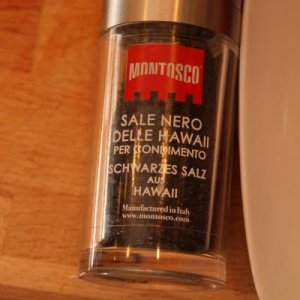 MONTOSCO
SALE NERO
DELLE HAWAII
PER CONDIMENTO
SCHWARZES SALZ
AUS
HAWAII
Manufactured in Italy
www.montosco.com